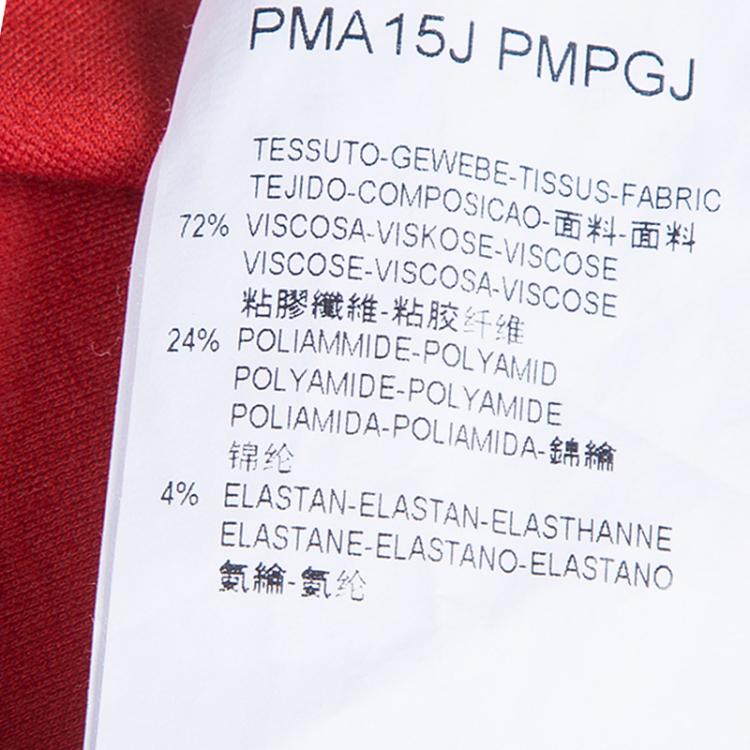 PMA15J PMPGJ
TESSUTO-GEWEBE-TISSUS-FABRIC
TEJIDO-COMPOSICAO-面料-面料
72% VISCOSA-VISKOSE-VISCOSE
VISCOSE-VISCOSA-VISCOSE
粘膠纖維-粘胶纤维
24% POLIAMMIDE-POLYAMID
POLYAMIDE-POLYAMIDE
POLIAMIDA-POLIAMIDA-錦綸
锦纶
4% ELASTAN-ELASTAN-ELASTHANNE
ELASTANE-ELASTANO-ELASTANO
氨綸-氨纶